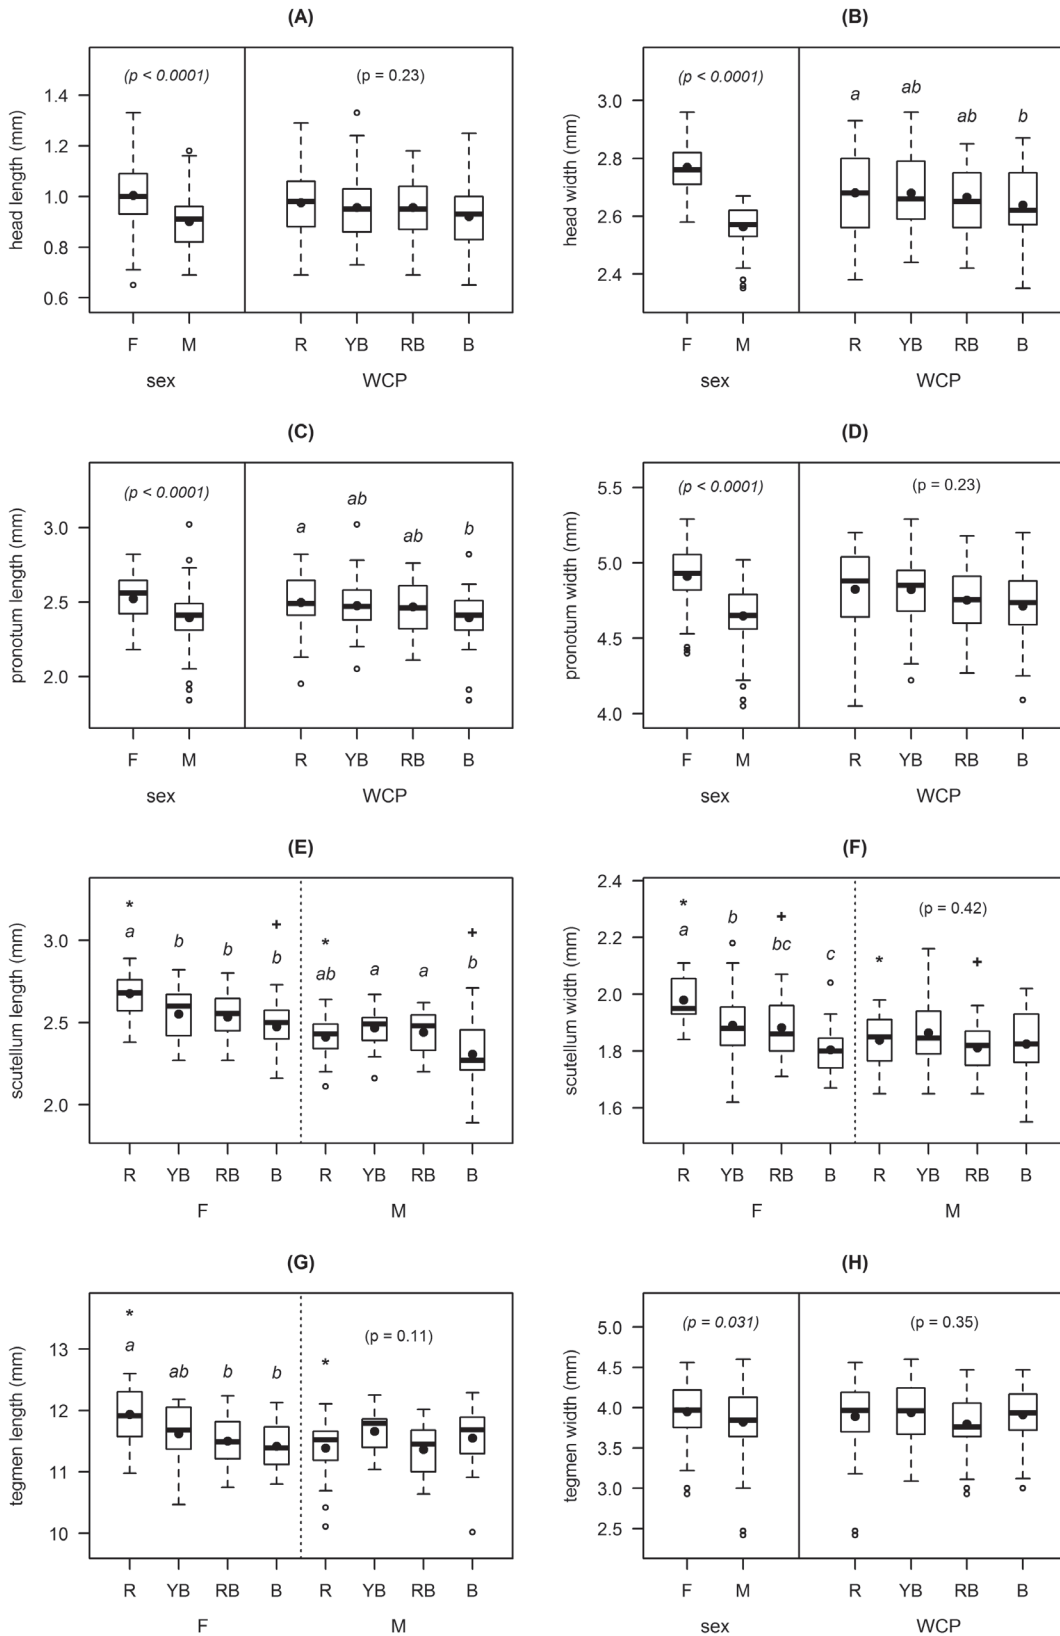 (A)
(p < 0.0001)
(p = 0.23)
head length (mm)
1.4
1.2
1.0
0.8
0.6
F M R YB RB B
sex WCP
(B)
(p < 0.0001)
a ab ab b
head width (mm)
3.0
2.8
2.6
2.4
F M R YB RB B
sex WCP
(C)
(p < 0.0001)
a ab ab b
pronotum length (mm)
3.0
2.5
2.0
F M R YB RB B
sex WCP
(D)
(p < 0.0001)
(p = 0.23)
pronotum width (mm)
5.5
5.0
4.5
4.0
F M R YB RB B
sex WCP
(E)
* + * +
a b b b ab a a b
scutellum length (mm)
3.0
2.5
2.0
R YB RB B R YB RB B
F M
(F)
(p = 0.42)
* + * +
a b bc c
scutellum width (mm)
2.4
2.2
2.0
1.8
1.6
R YB RB B R YB RB B
F M
(G)
(p = 0.11)
* *
a ab b b
tegmen length (mm)
13
12
11
10
R YB RB B R YB RB B
F M
(H)
(p = 0.031)
(p = 0.35)
tegmen width (mm)
5.0
4.5
4.0
3.5
3.0
2.5
F M R YB RB B
sex WCP